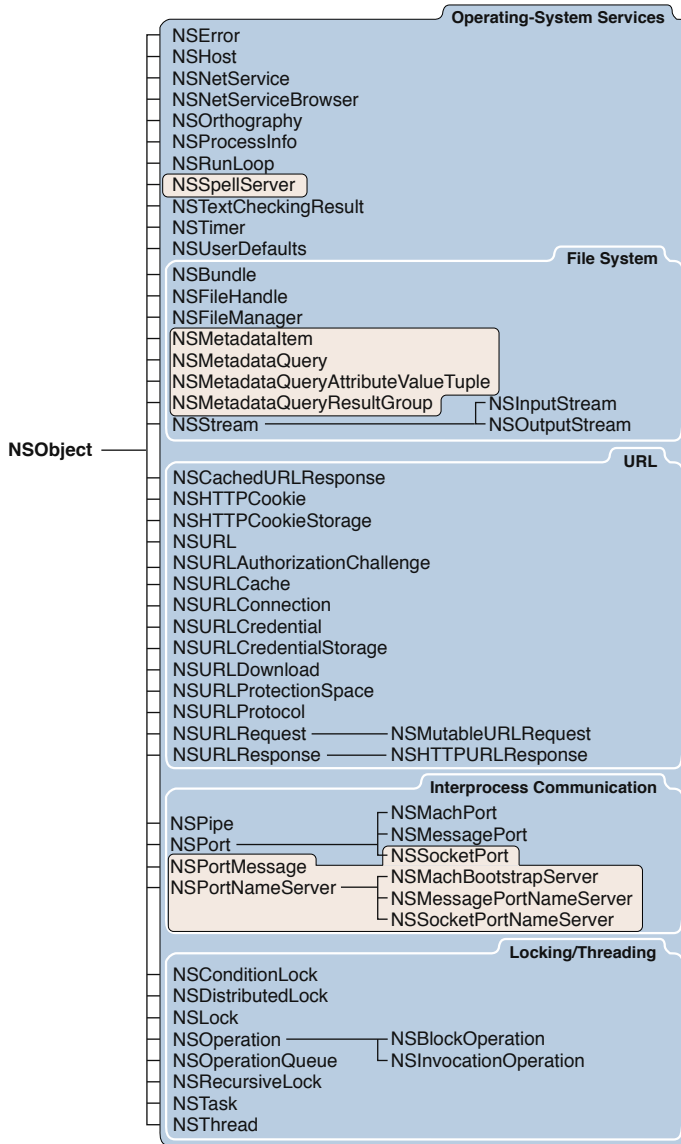 Operating-System Services
NSError
NSHost
NSNetService
NSNetServiceBrowser
NSOrthography
NSProcessInfo
NSRunLoop
NSSpellServer
NSTextCheckingResult
NSTimer
NSUserDefaults
File System
NSBundle
NSFileHandle
NSFileManager
NSMetadataItem
NSMetadataQuery
NSMetadataQueryAttributeValueTuple
NSMetadataQueryResultGroup
NSInputStream
NSStream
NSOutputStream
NSObject
URL
NSCachedURLResponse
NSHTTPCookie
NSHTTPCookieStorage
NSURL
NSURLAuthorizationChallenge
NSURLCache
NSURLConnection
NSURLCredential
NSURLCredentialStorage
NSURLDownload
NSURLProtectionSpace
NSURLProtocol
NSURLRequest
NSMutableURLRequest
NSURLResponse
NSHTTPURLResponse
Interprocess Communication
NSMachPort
NSPipe
NSMessagePort
NSPort
NSSocketPort
NSPortMessage
NSMachBootstrapServer
NSPortNameServer
NSMessagePortNameServer
NSSocketPortNameServer
Locking/Threading
NSConditionLock
NSDistributedLock
NSLock
NSOperation
NSBlockOperation
NSOperationQueue
NSInvocationOperation
NSRecursiveLock
NSTask
NSThread